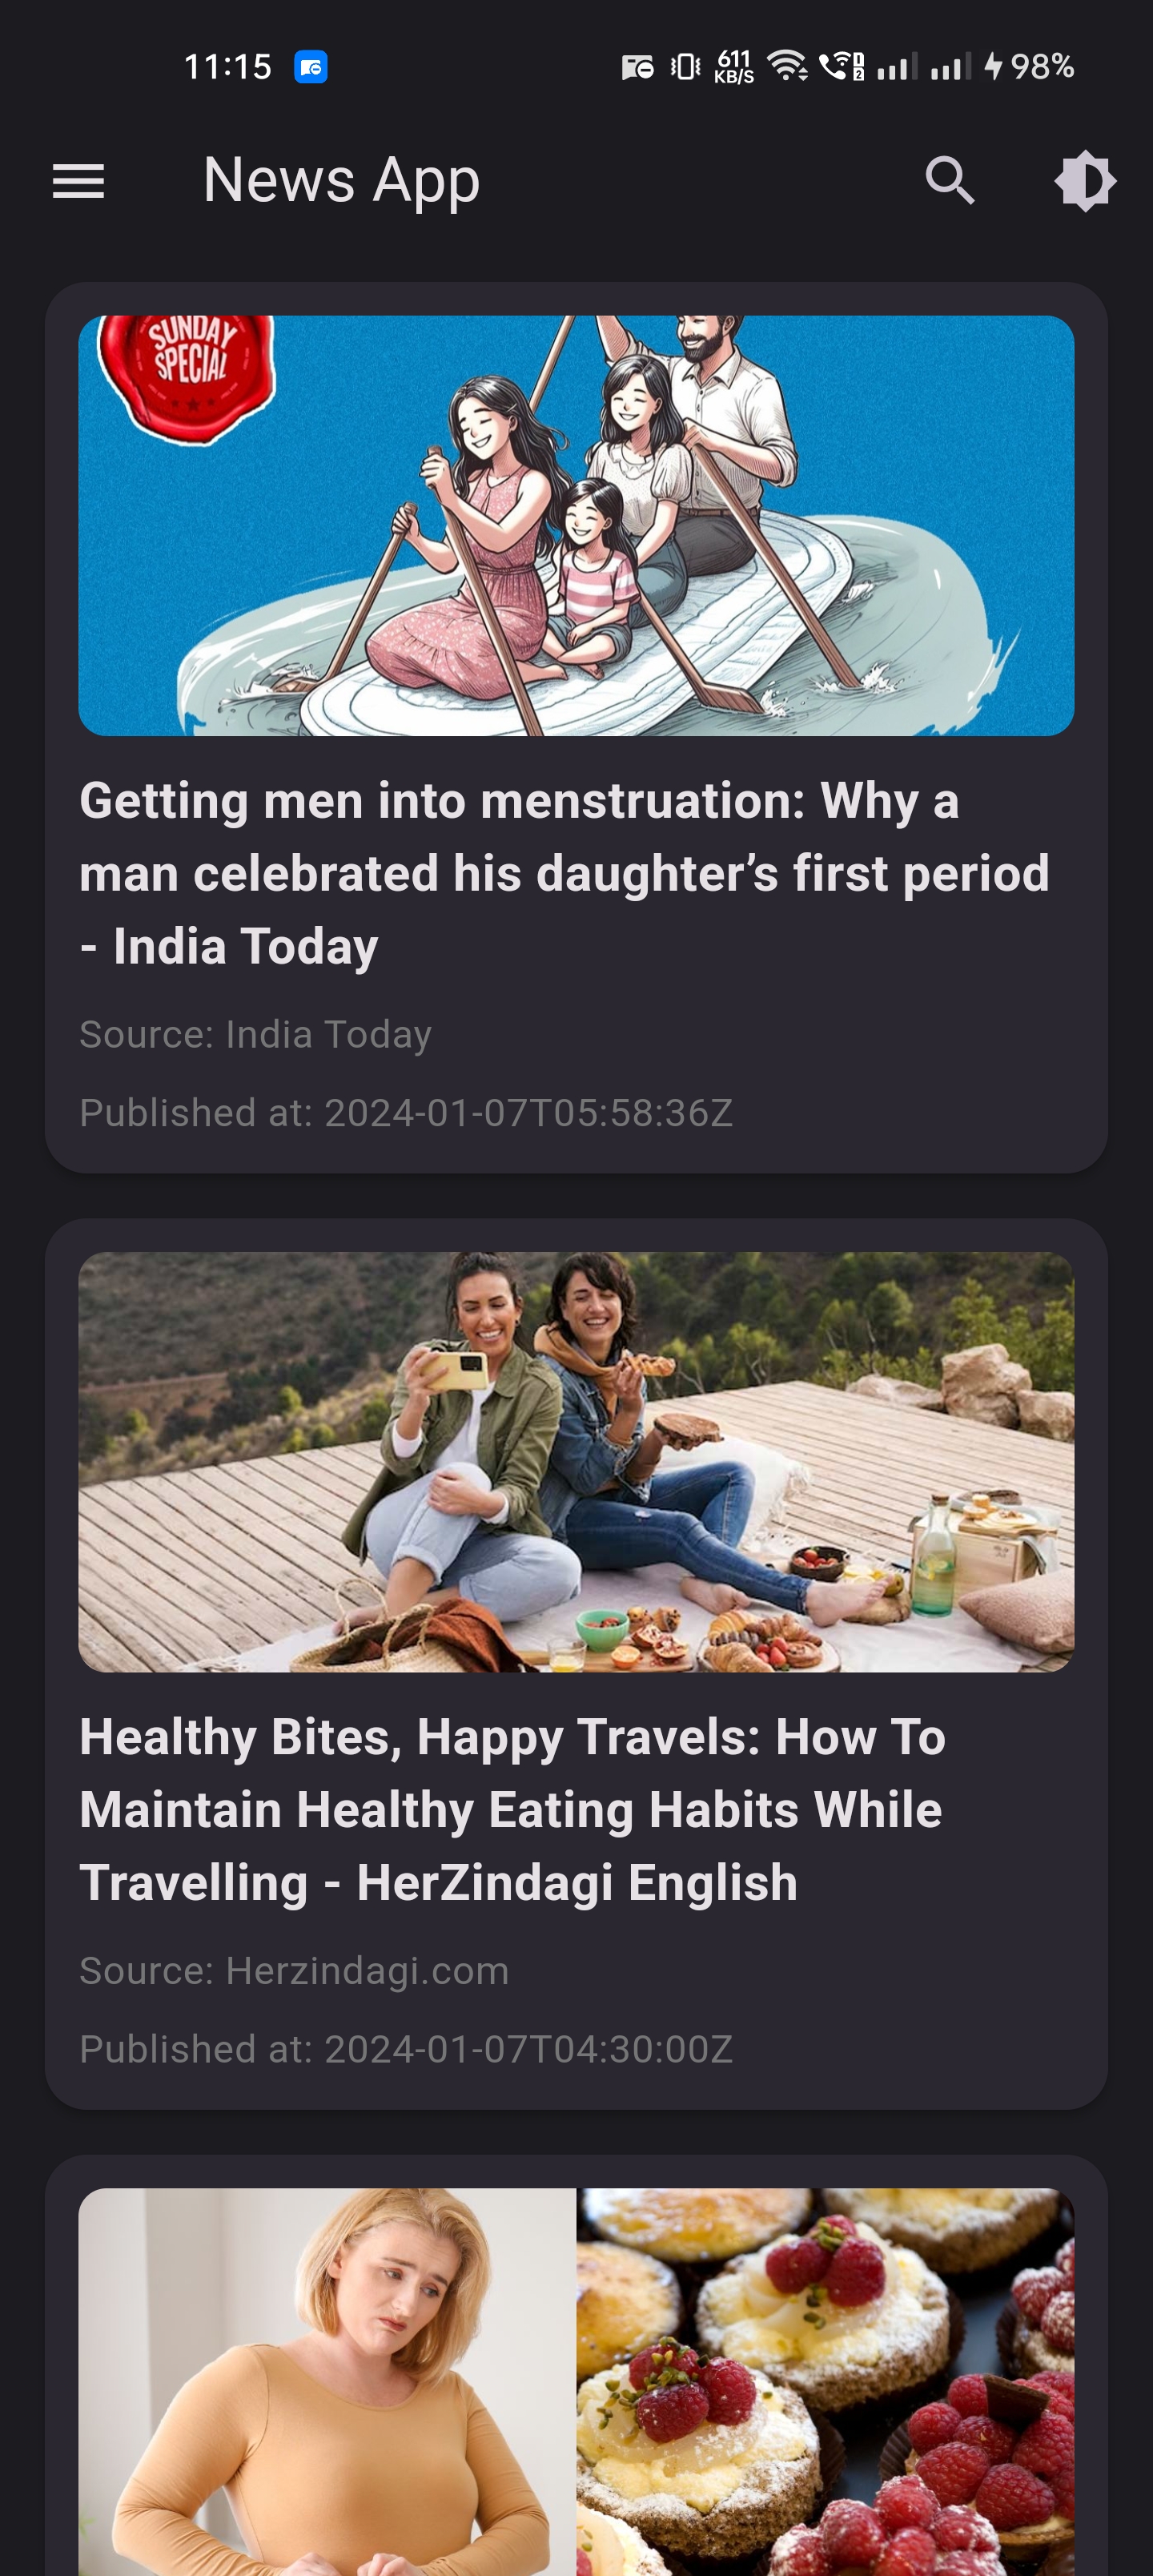 11:15
611
KB/S
1
2
98%
News App
SUNDAY
SPECIAL
Getting men into menstruation: Why a
man celebrated his daughter’s first period
- India Today
Source: India Today
Published at: 2024-01-07T05:58:36Z
Healthy Bites, Happy Travels: How To
Maintain Healthy Eating Habits While
Travelling - HerZindagi English
Source: Herzindagi.com
Published at: 2024-01-07T04:30:00Z